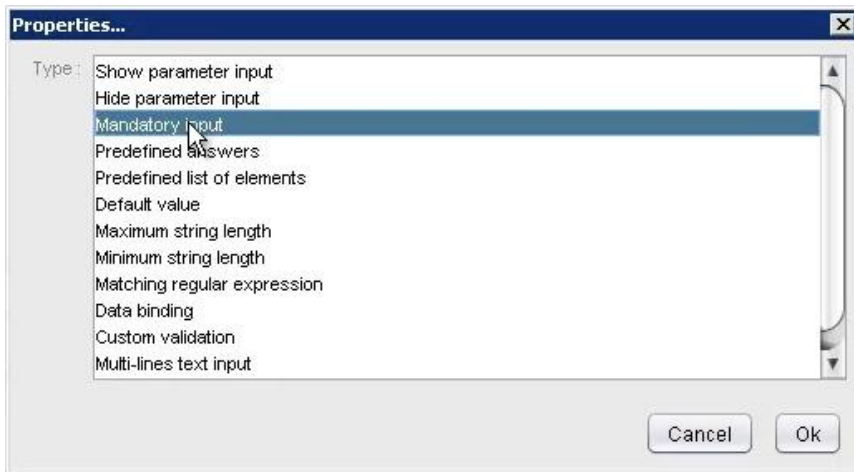 Properties...
Type :
Show parameter input
Hide parameter input
Mandatory input
Predefined answers
Predefined list of elements
Default value
Maximum string length
Minimum string length
Matching regular expression
Data binding
Custom validation
Multi-lines text input
Cancel
Ok